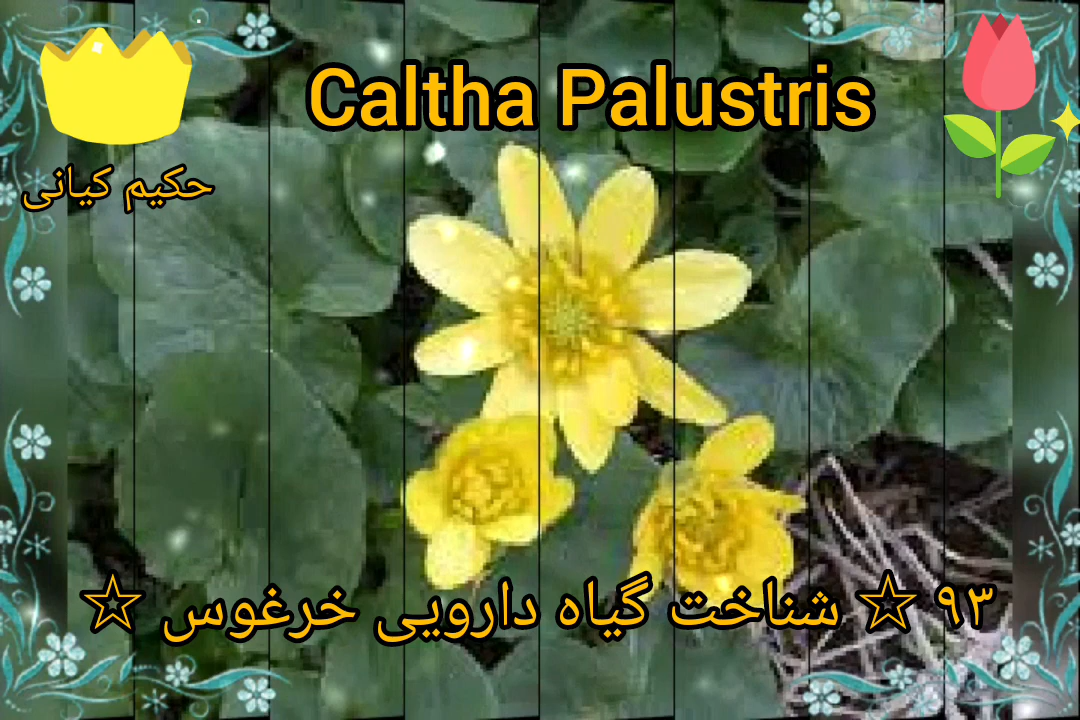 Caltha Palustris
حکیم کیانی
۹۳ ☆ شناخت گیاه دارویی خرغوس ☆